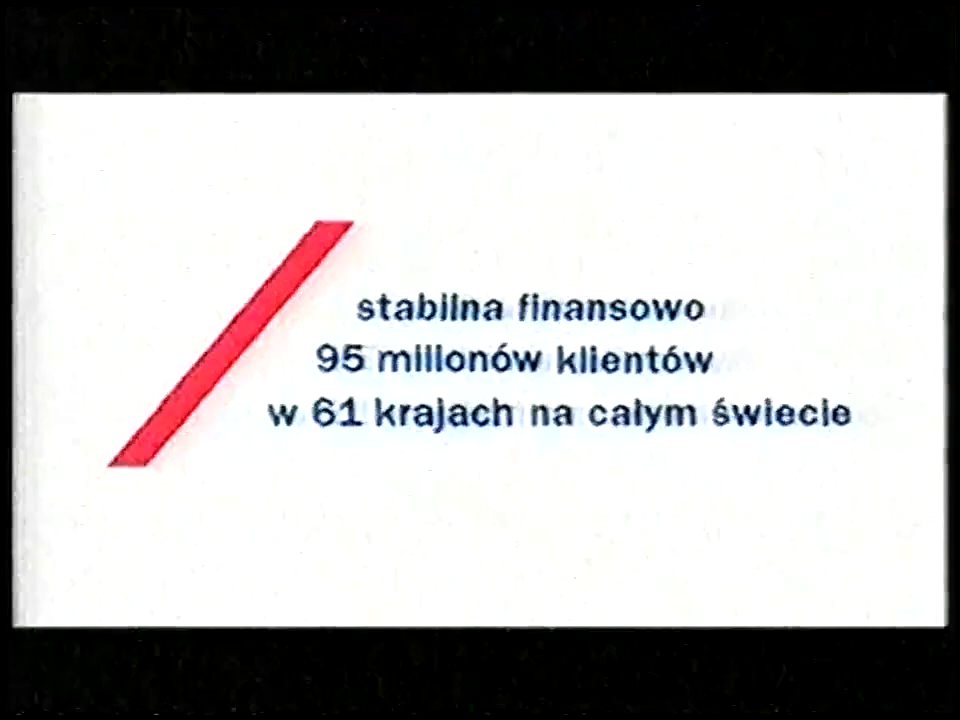 stabilna finansowo
95 milionów klientów
w 61 krajach na całym świecie